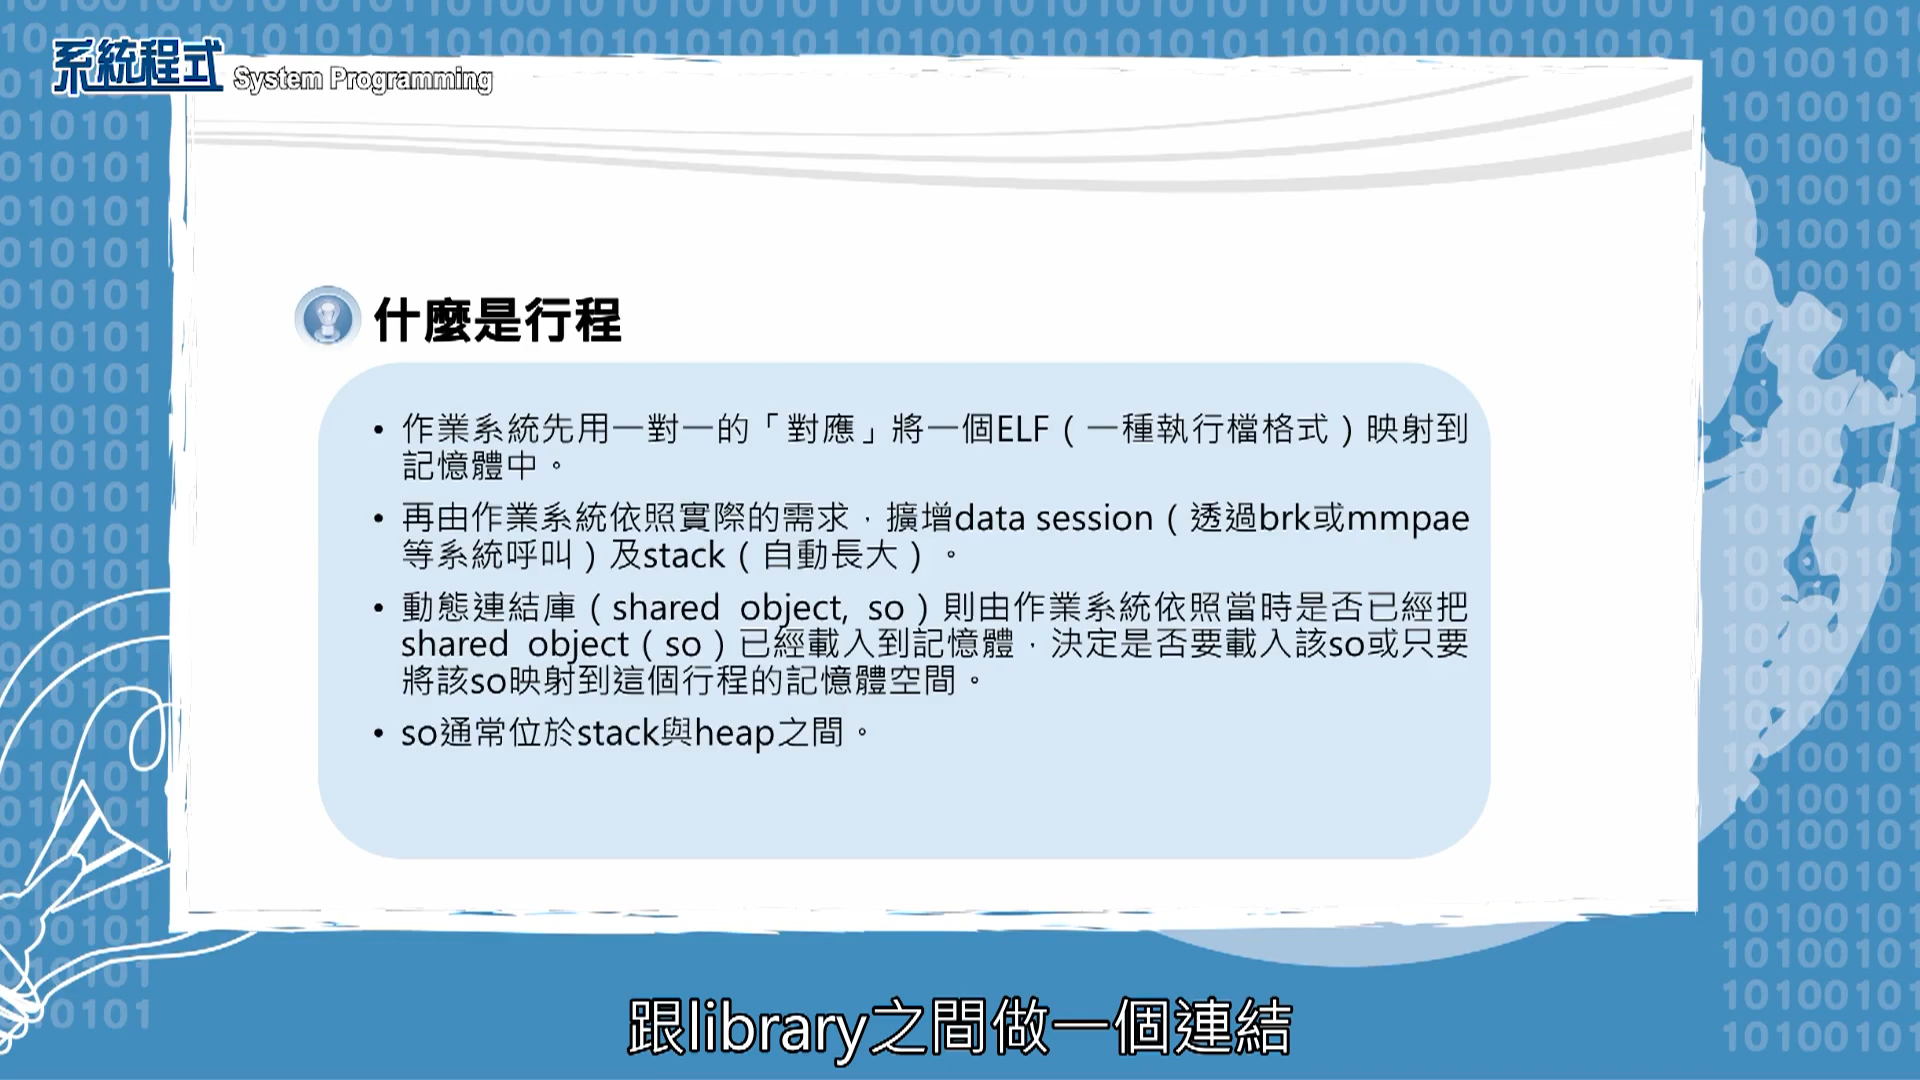 系統程式 System Programming
什麼是行程
• 作業系統先用一對一的「對應」將一個ELF（一種執行檔格式）映射到
記憶體中。
• 再由作業系統依照實際的需求，擴增data session（透過brk或mmpae
等系統呼叫）及stack（自動長大）。
• 動態連結庫（shared object, so）則由作業系統依照當時是否已經把
shared object（so）已經載入到記憶體，決定是否要載入該so或只要
將該so映射到這個行程的記憶體空間。
• so通常位於stack與heap之間。
跟library之間做一個連結